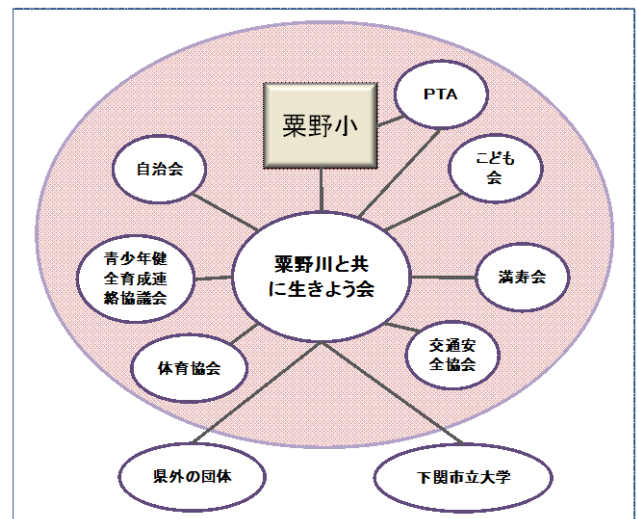 粟野小
PTA
自治会
こども
会
青少年健
全育成連
絡協議会
粟野川と共
に生きよう会
満寿会
体育協会
交通安
全協会
県外の団体
下関市立大学